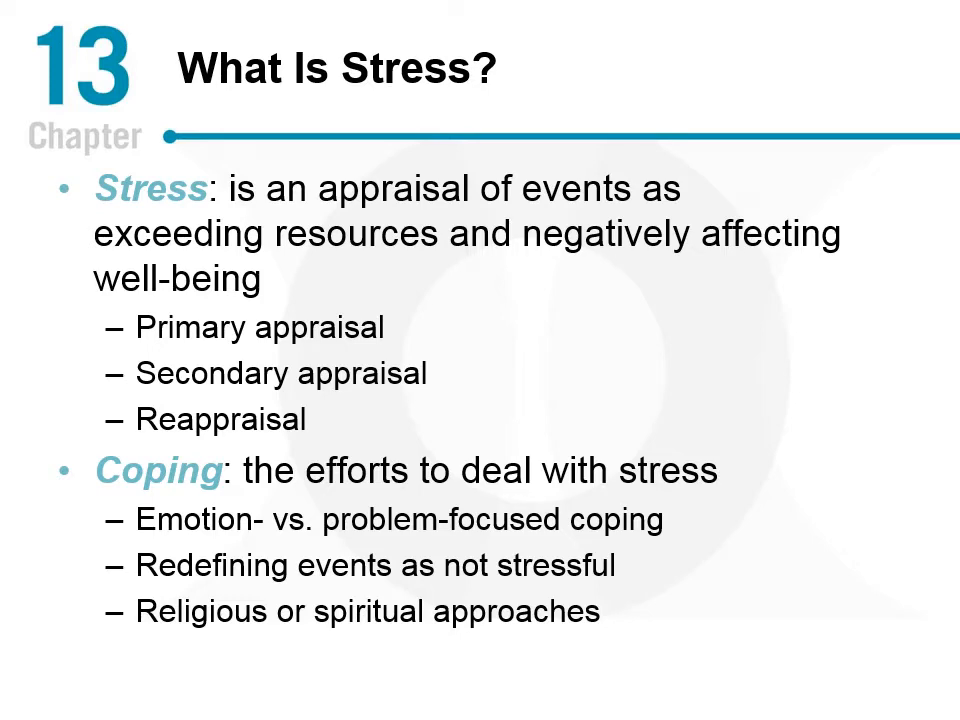 13
Chapter
What Is Stress?
• Stress: is an appraisal of events as
exceeding resources and negatively affecting
well-being
– Primary appraisal
– Secondary appraisal
– Reappraisal
• Coping: the efforts to deal with stress
– Emotion- vs. problem-focused coping
– Redefining events as not stressful
– Religious or spiritual approaches